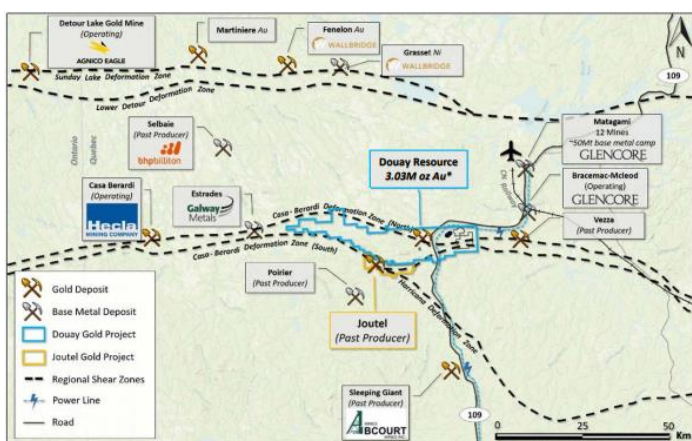 Detour Lake Gold Mine
(Operating)
AGNICO EAGLE
Martiniere Au
Fenelon Au
WALLBRIDGE
Grasset Ni
WALLBRIDGE
N
109
Sunday Lake Deformation Zone
Lower Detour Deformation Zone
Ontario
Quebec
Selbaie
(Past Producer)
bhpbilliton
Matagami
12 Mines
~50Mt base metal camp
GLENCORE
CN Railway
Bracemac-Mcleod
(Operating)
GLENCORE
Douay Resource
3.03M oz Au*
Casa Berardi
(Operating)
Hecla
MINING COMPANY
Estrades
Galway
Metals
Vezza
(Past Producer)
Casa-Berardi Deformation Zone (North)
Casa-Berardi Deformation Zone (South)
Poirier
(Past Producer)
Joutel
(Past Producer)
Harricana Deformation Zone
Gold Deposit
Base Metal Deposit
Douay Gold Project
Joutel Gold Project
Regional Shear Zones
Power Line
Road
Sleeping Giant
(Past Producer)
ABCOURT
109
0 25 50
Km